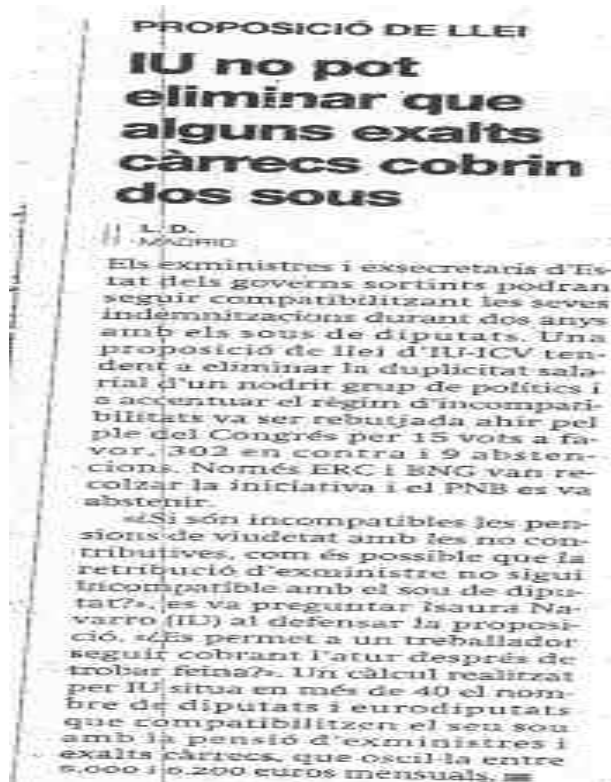 PROPOSICIÓ DE LLEI
IU no pot
eliminar que
alguns exalts
càrrecs cobrin
dos sous
L. D.
MADRID
Els exministres i exsecretaris d'Es-
tat dels governs sortints podran
seguir compatibilitzant les seves
indemnitzacions durant dos anys
amb els sous de diputats. Una
proposició de llei d'IU-ICV ten-
dent a eliminar la duplicitat sala-
rial d'un nodrit grup de polítics i
a accentuar el règim d'incompati-
bilitats va ser rebutjada ahir pel
ple del Congrés per 15 vots a fa-
vor, 302 en contra i 9 absten-
cions. Només ERC i BNG van re-
colzar la iniciativa i el PNB es va
abstenir.
«¿Si són incompatibles les pen-
sions de viudetat amb les no con-
tributives, com és possible que la
retribució d'exministre no sigui
incompatible amb el sou de dipu-
tat?», es va preguntar Isaura Na-
varro (IU) al defensar la proposi-
ció. «¿Es permet a un treballador
seguir cobrant l'atur després de
trobar feina?». Un càlcul realitzat
per IU situa en més de 40 el nom-
bre de diputats i eurodiputats
que compatibilitzen el seu sou
amb la pensió d'exministres i
exalts càrrecs, que oscil·la entre
6.200 euros mensuals.